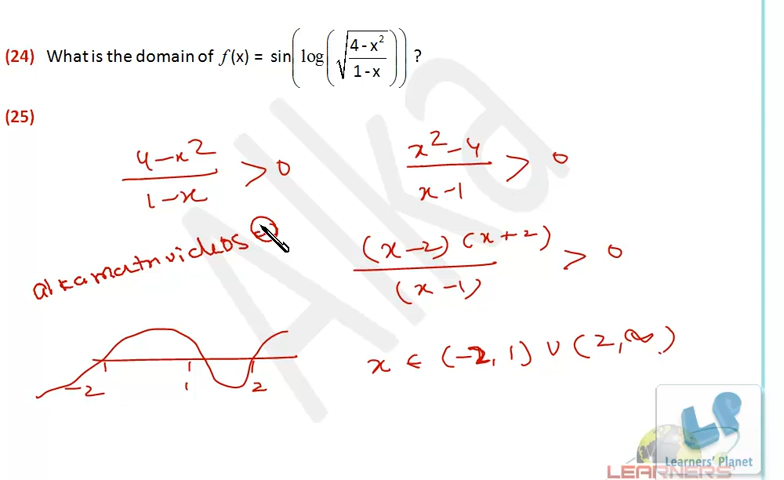 (24) What is the domain of f(x) = sin(log(√((4-x²)/(1-x)))) ?
(25)
(4-x²)/(1-x) > 0
(x²-4)/(x-1) > 0
alkamathvideos @
((x-2)(x+2))/(x-1) > 0
-2 1 2
x ∈ (-2, 1) ∪ (2, ∞)
Alka
LP
Learners' Planet
LEARNERS